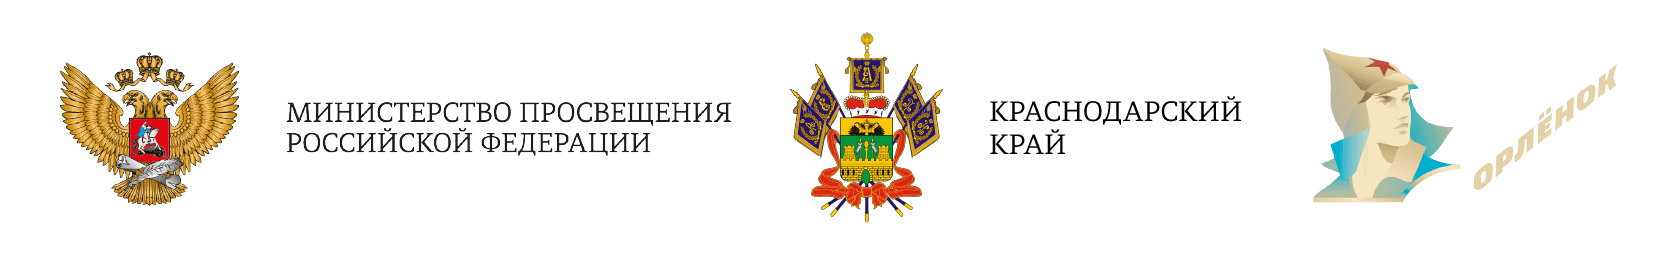 МИНИСТЕРСТВО ПРОСВЕЩЕНИЯ
РОССИЙСКОЙ ФЕДЕРАЦИИ
КРАСНОДАРСКИЙ
КРАЙ
ОРЛЁНОК